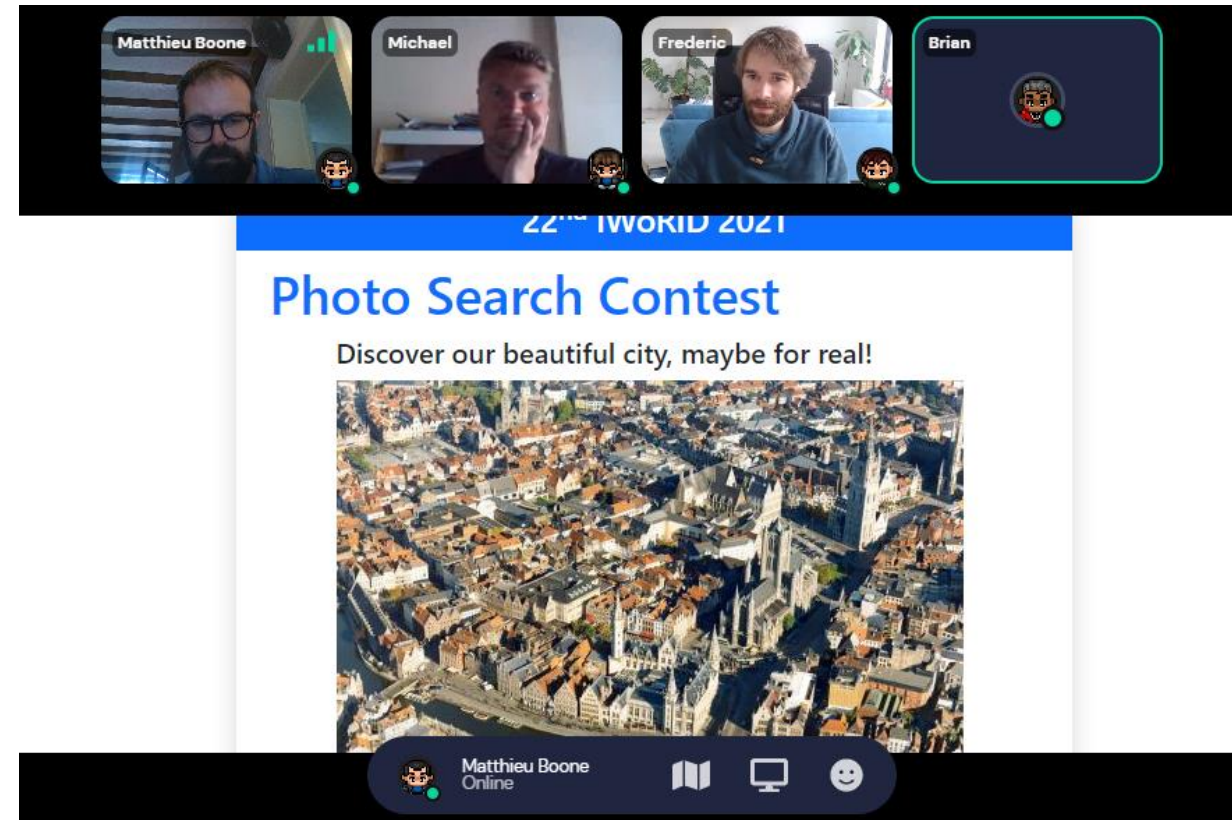 Matthieu Boone
Michael
Frederic
Brian
22nd IWORID 2021
Photo Search Contest
Discover our beautiful city, maybe for real!
Matthieu Boone
Online